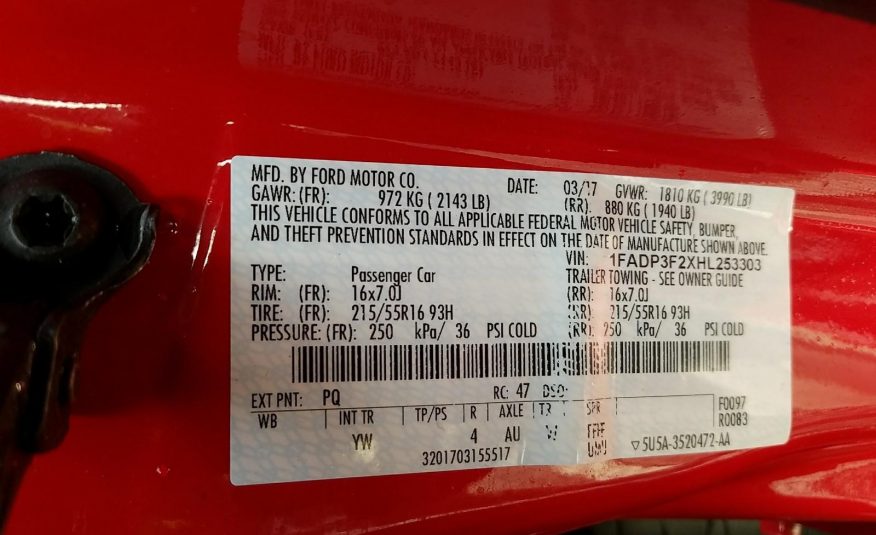 MFD. BY FORD MOTOR CO. DATE: 03/17 GVWR: 1810 KG ( 3990 LB)
GAWR: (FR): 972 KG ( 2143 LB) (RR): 880 KG ( 1940 LB)
THIS VEHICLE CONFORMS TO ALL APPLICABLE FEDERAL MOTOR VEHICLE SAFETY, BUMPER,
AND THEFT PREVENTION STANDARDS IN EFFECT ON THE DATE OF MANUFACTURE SHOWN ABOVE.
VIN: 1FADP3F2XHL253303
TYPE: Passenger Car TRAILER TOWING - SEE OWNER GUIDE
RIM: (FR): 16x7.0J (RR): 16x7.0J
TIRE: (FR): 215/55R16 93H (RR): 215/55R16 93H
PRESSURE: (FR): 250 kPa/ 36 PSI COLD (RR): 250 kPa/ 36 PSI COLD
EXT PNT: PQ RC: 47 DSO:
WB INT TR TP/PS R AXLE TR SPR F0097
R0083
YW 4 AU W
3201703155517 ▽5U5A-3520472-AA